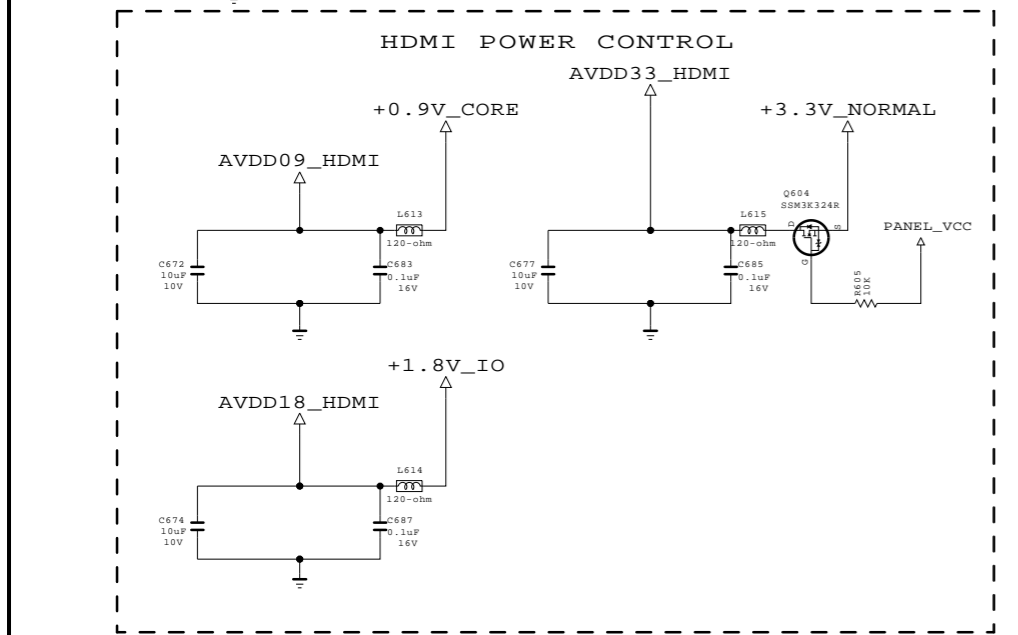 HDMI POWER CONTROL
AVDD33_HDMI
+0.9V_CORE
+3.3V_NORMAL
AVDD09_HDMI
Q604
SSM3K324R
L613
L615
D
S
PANEL_VCC
120-ohm
120-ohm
C672
10uF
10V
C683
0.1uF
16V
C677
10uF
10V
C685
0.1uF
16V
G
R605
10K
+1.8V_IO
AVDD18_HDMI
L614
120-ohm
C674
10uF
10V
C687
0.1uF
16V